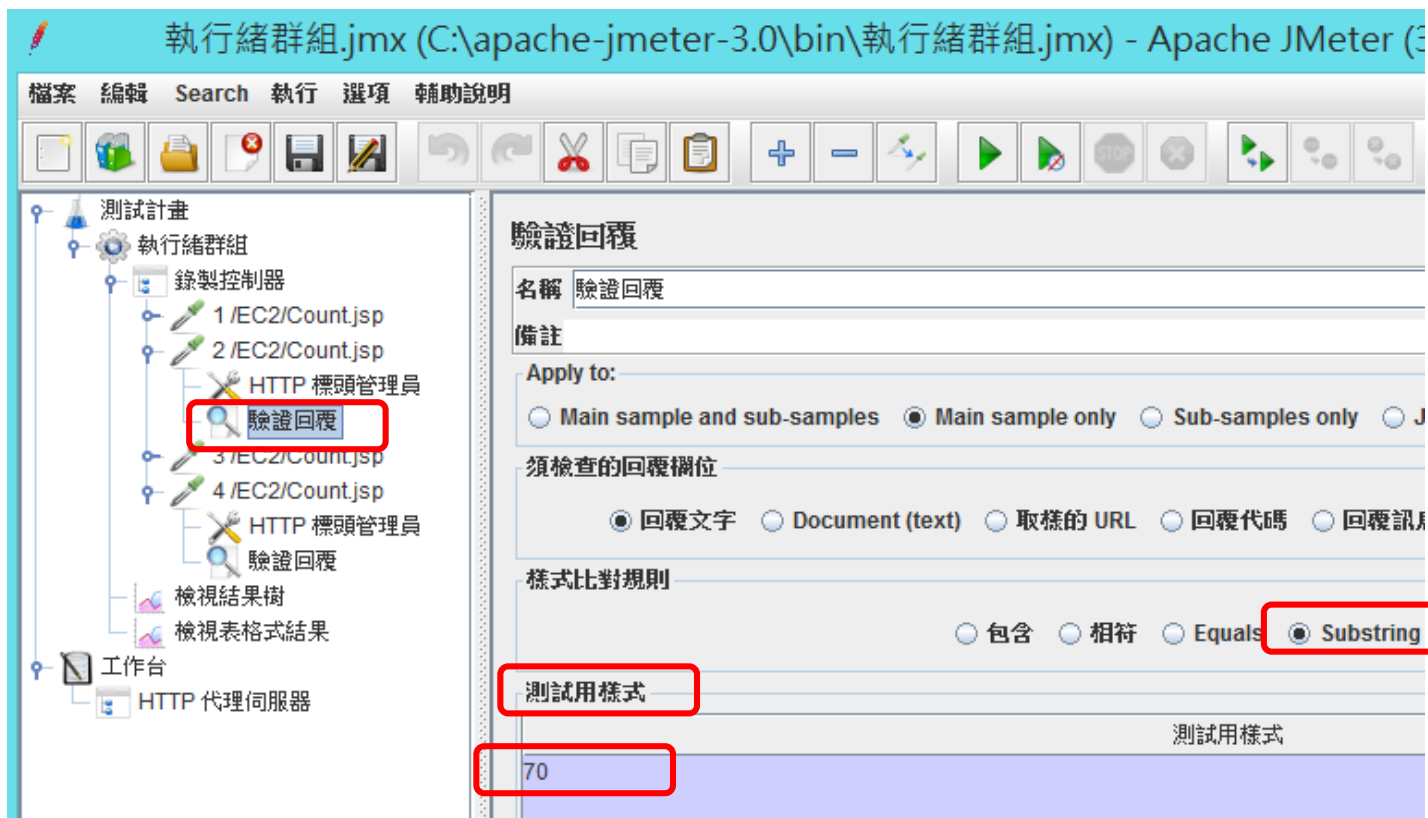 執行緒群組.jmx (C:\apache-jmeter-3.0\bin\執行緒群組.jmx) - Apache JMeter (3
檔案 編輯 Search 執行 選項 輔助說明
STOP
測試計畫
執行緒群組
錄製控制器
1 /EC2/Count.jsp
2 /EC2/Count.jsp
HTTP 標頭管理員
驗證回覆
3 /EC2/Count.jsp
4 /EC2/Count.jsp
HTTP 標頭管理員
驗證回覆
檢視結果樹
檢視表格式結果
工作台
HTTP 代理伺服器
驗證回覆
名稱 驗證回覆
備註
Apply to:
Main sample and sub-samples Main sample only Sub-samples only J
須檢查的回覆欄位
回覆文字 Document (text) 取樣的 URL 回覆代碼 回覆訊息
樣式比對規則
包含 相符 Equals Substring
測試用樣式
測試用樣式
70